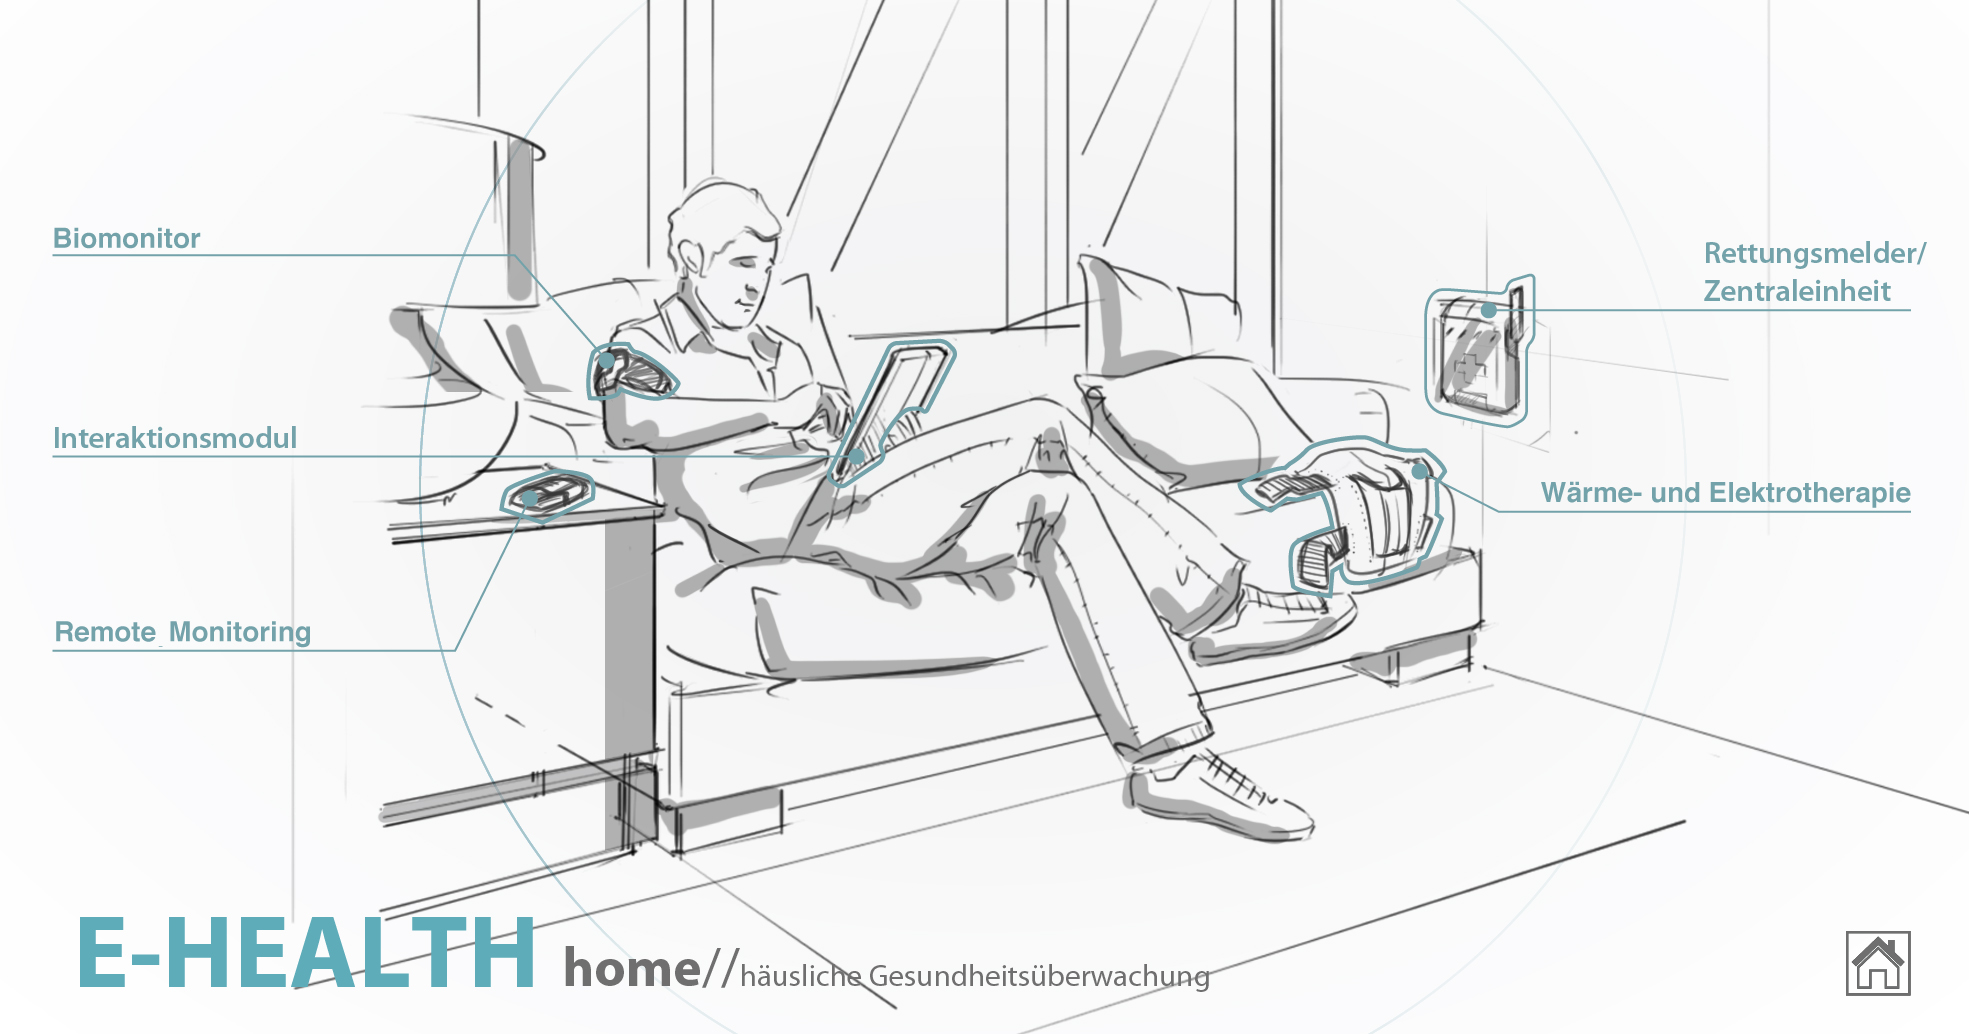 Biomonitor
Interaktionsmodul
Remote Monitoring
Rettungsmelder/
Zentraleinheit
Wärme- und Elektrotherapie
E-HEALTH home//häusliche Gesundheitsüberwachung